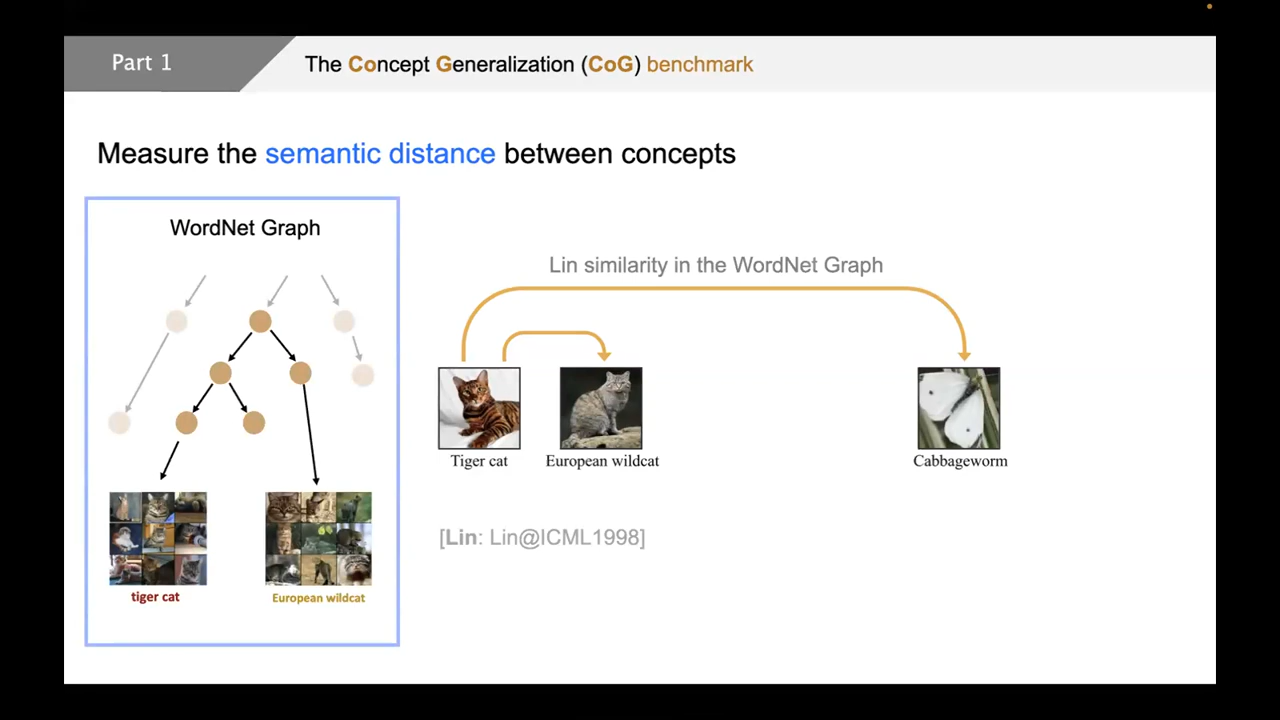 Part 1
The Concept Generalization (CoG) benchmark
Measure the semantic distance between concepts
WordNet Graph
tiger cat
European wildcat
Lin similarity in the WordNet Graph
Tiger cat
European wildcat
Cabbageworm
[Lin: Lin@ICML1998]